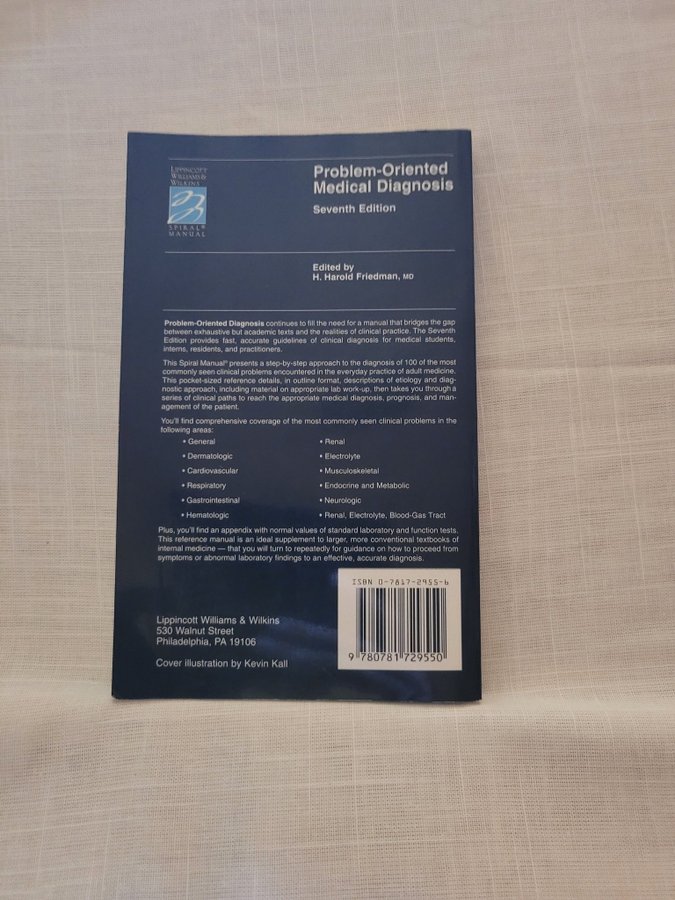 LIPPINCOTT
WILLIAMS &
WILKINS
SPIRAL®
MANUAL
Problem-Oriented
Medical Diagnosis
Seventh Edition
Edited by
H. Harold Friedman, MD
Problem-Oriented Diagnosis continues to fill the need for a manual that bridges the gap
between exhaustive but academic texts and the realities of clinical practice. The Seventh
Edition provides fast, accurate guidelines of clinical diagnosis for medical students,
interns, residents, and practitioners.
This Spiral Manual® presents a step-by-step approach to the diagnosis of 100 of the most
commonly seen clinical problems encountered in the everyday practice of adult medicine.
This pocket-sized reference details, in outline format, descriptions of etiology and diag-
nostic approach, including material on appropriate lab work-up, then takes you through a
series of clinical paths to reach the appropriate medical diagnosis, prognosis, and man-
agement of the patient.
You'll find comprehensive coverage of the most commonly seen clinical problems in the
following areas:
• General
• Dermatologic
• Cardiovascular
• Respiratory
• Gastrointestinal
• Hematologic
• Renal
• Electrolyte
• Musculoskeletal
• Endocrine and Metabolic
• Neurologic
• Renal, Electrolyte, Blood-Gas Tract
Plus, you'll find an appendix with normal values of standard laboratory and function tests.
This reference manual is an ideal supplement to larger, more conventional textbooks of
internal medicine — that you will turn to repeatedly for guidance on how to proceed from
symptoms or abnormal laboratory findings to an effective, accurate diagnosis.
Lippincott Williams & Wilkins
530 Walnut Street
Philadelphia, PA 19106
Cover illustration by Kevin Kall
ISBN 0-7817-2955-6
9 780781 729550